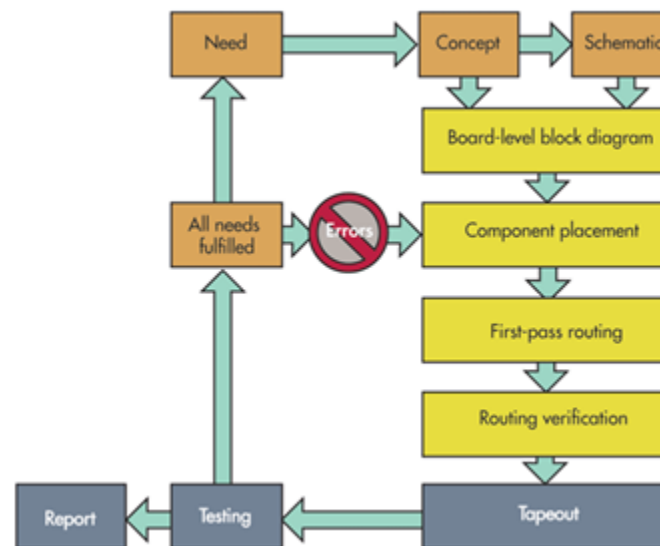 Need
Concept
Schematic
Board-level block diagram
All needs
fulfilled
Errors
Component placement
First-pass routing
Routing verification
Report
Testing
Tapeout